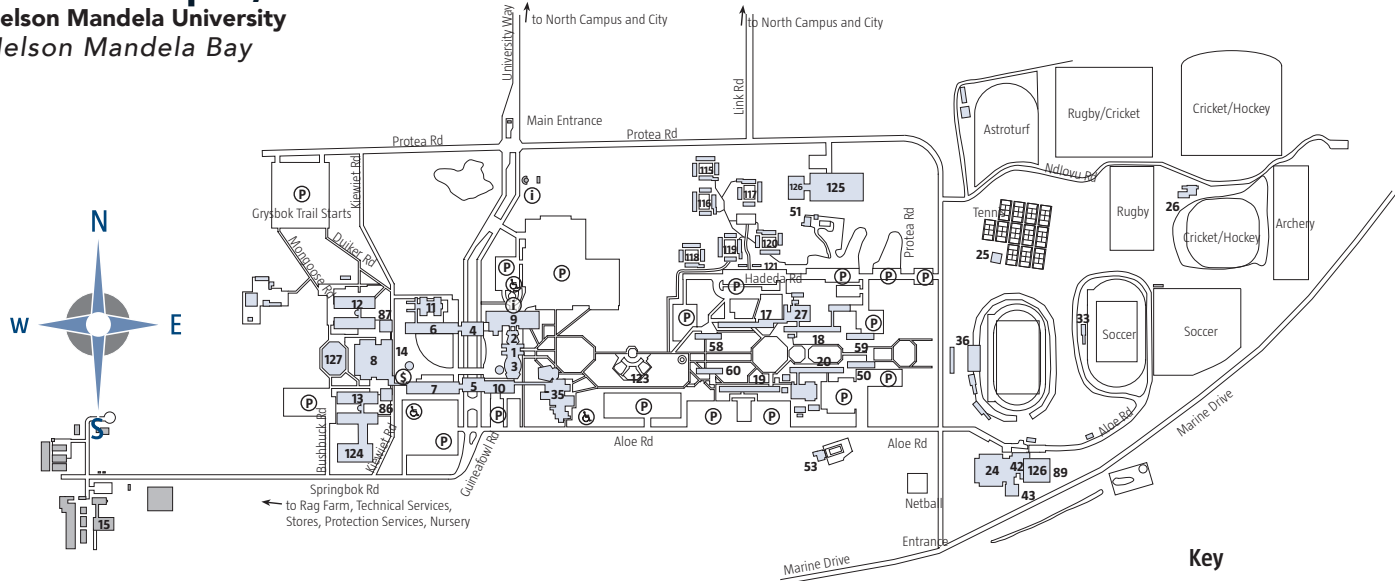 elson Mandela University
elson Mandela Bay
to North Campus and City
to North Campus and City
University Way
Link Rd
Main Entrance
Protea Rd
Protea Rd
Kiewiet Rd
P
Grysbok Trail Starts
Mongoose Rd
Duiker Rd
i
115
116
117
118
119
120
121
126
125
51
Protea Rd
Hadeda Rd
Astroturf
Rugby/Cricket
Cricket/Hockey
Ndlovu Rd
Rugby
26
Cricket/Hockey
Archery
Tenn
25
N
W
E
S
P
P
i
P
P
P
P
P
P
P
12
87
11
6
4
9
2
1
3
127
8
14
$
7
5
10
13
86
124
35
123
58
60
17
27
18
59
19
20
50
P
P
P
P
P
P
P
P
36
33
Soccer
Soccer
Bushbuck Rd
Kiewiet Rd
Guineafowl Rd
Aloe Rd
Aloe Rd
Aloe Rd
Marine Drive
53
24
42
126
89
43
Netball
Springbok Rd
to Rag Farm, Technical Services,
Stores, Protection Services, Nursery
15
Entrance
Marine Drive
Key